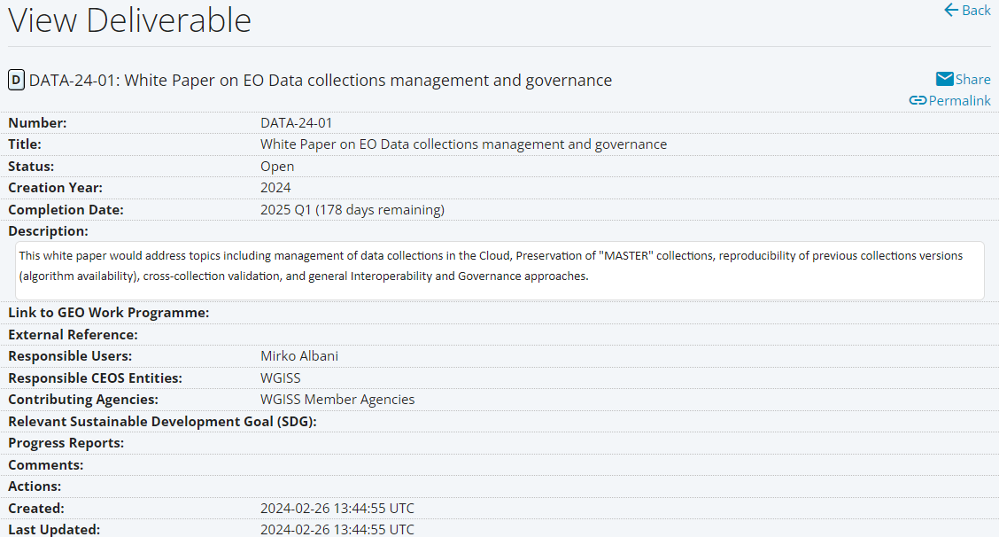 View Deliverable
Back
D DATA-24-01: White Paper on EO Data collections management and governance
Share
Permalink
Number: DATA-24-01
Title: White Paper on EO Data collections management and governance
Status: Open
Creation Year: 2024
Completion Date: 2025 Q1 (178 days remaining)
Description:
This white paper would address topics including management of data collections in the Cloud, Preservation of "MASTER" collections, reproducibility of previous collections versions
(algorithm availability), cross-collection validation, and general Interoperability and Governance approaches.
Link to GEO Work Programme:
External Reference:
Responsible Users: Mirko Albani
Responsible CEOS Entities: WGISS
Contributing Agencies: WGISS Member Agencies
Relevant Sustainable Development Goal (SDG):
Progress Reports:
Comments:
Actions:
Created: 2024-02-26 13:44:55 UTC
Last Updated: 2024-02-26 13:44:55 UTC